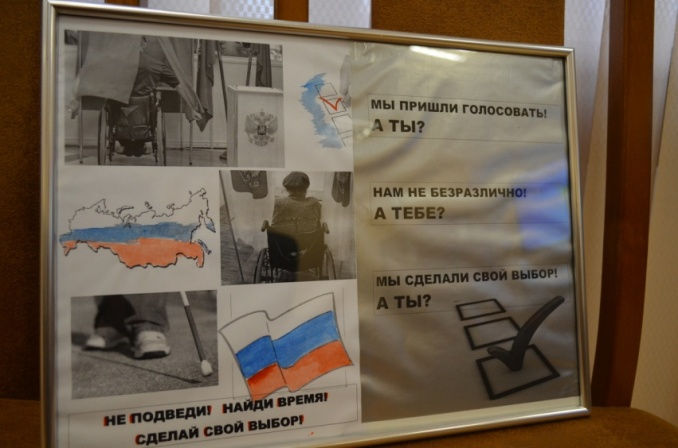 МЫ ПРИШЛИ ГОЛОСОВАТЬ!
А ТЫ?
НАМ НЕ БЕЗРАЗЛИЧНО!
А ТЕБЕ?
МЫ СДЕЛАЛИ СВОЙ ВЫБОР!
А ТЫ?
НЕ ПОДВЕДИ! НАЙДИ ВРЕМЯ!
СДЕЛАЙ СВОЙ ВЫБОР!